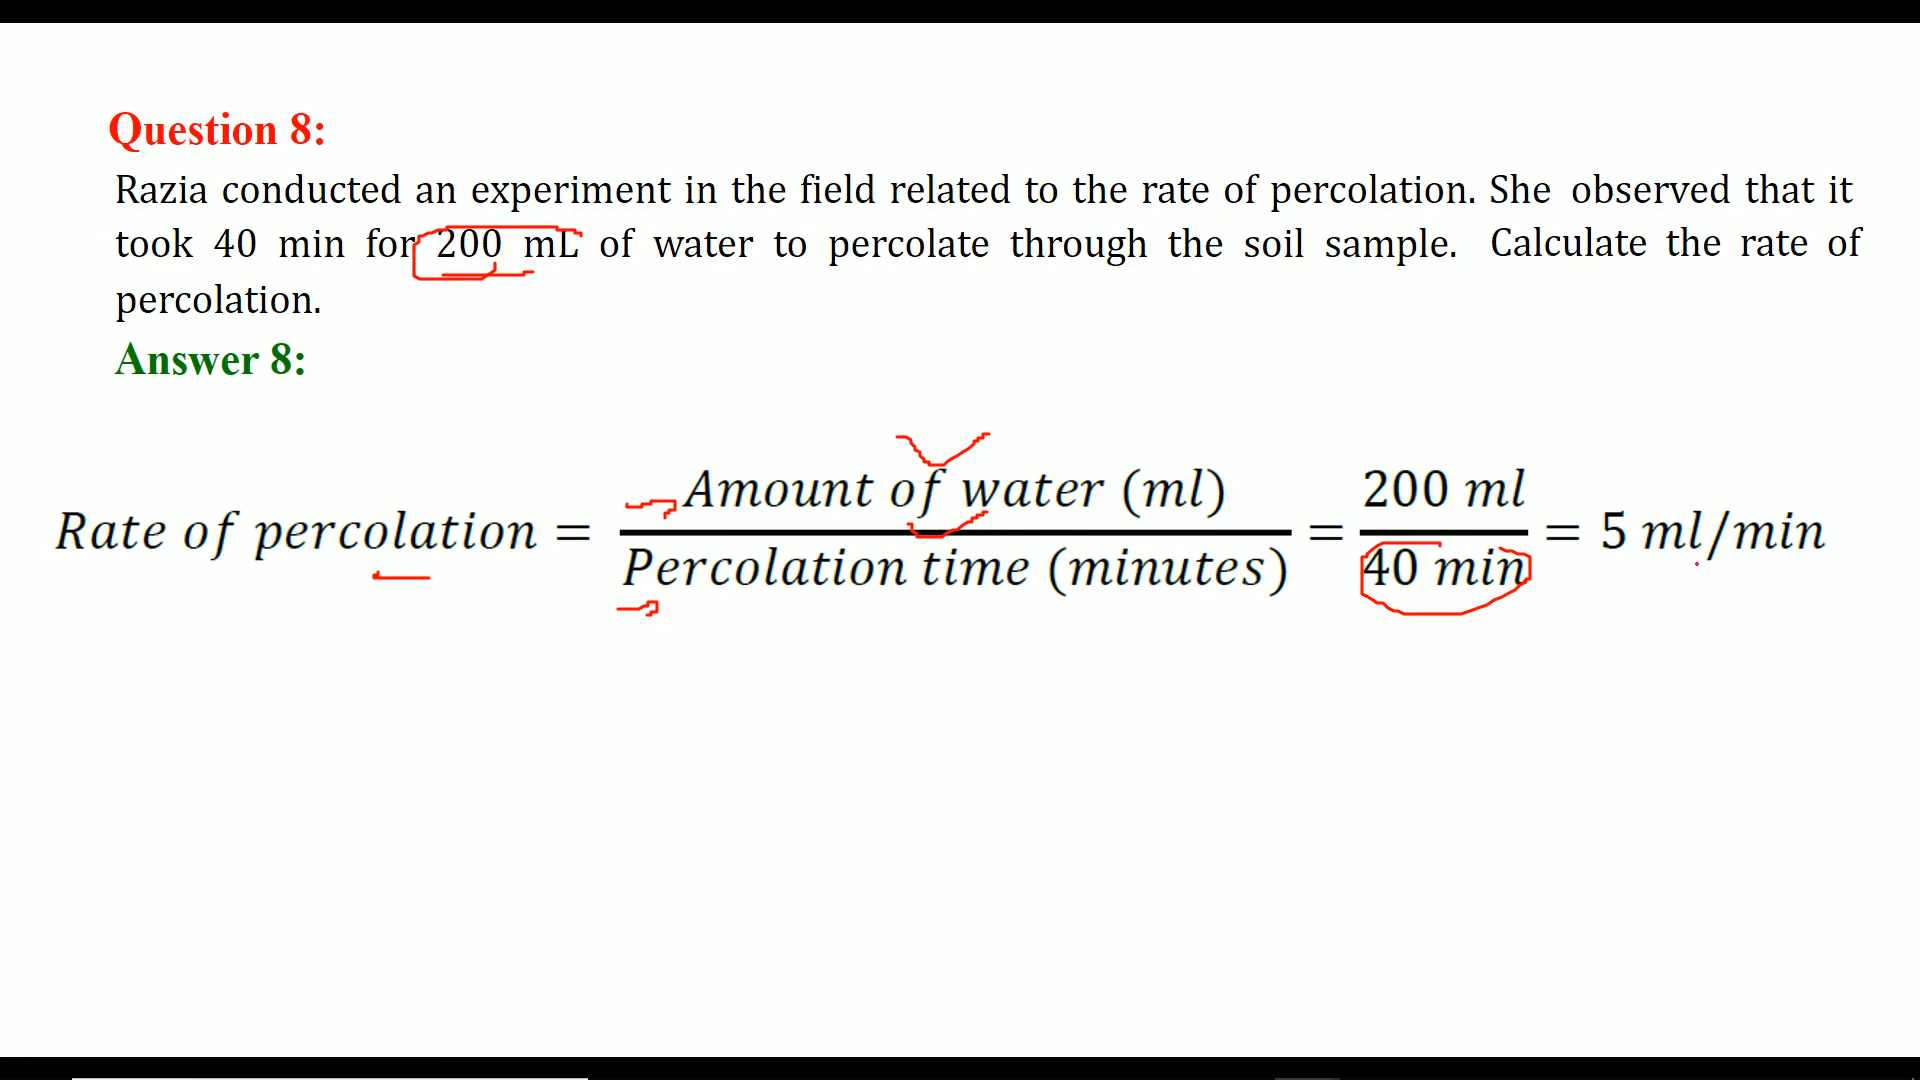 Question 8:
Razia conducted an experiment in the field related to the rate of percolation. She observed that it
took 40 min for 200 mL of water to percolate through the soil sample. Calculate the rate of
percolation.
Answer 8:
Rate of percolation = Amount of water (ml) / Percolation time (minutes) = 200 ml / 40 min = 5 ml/min